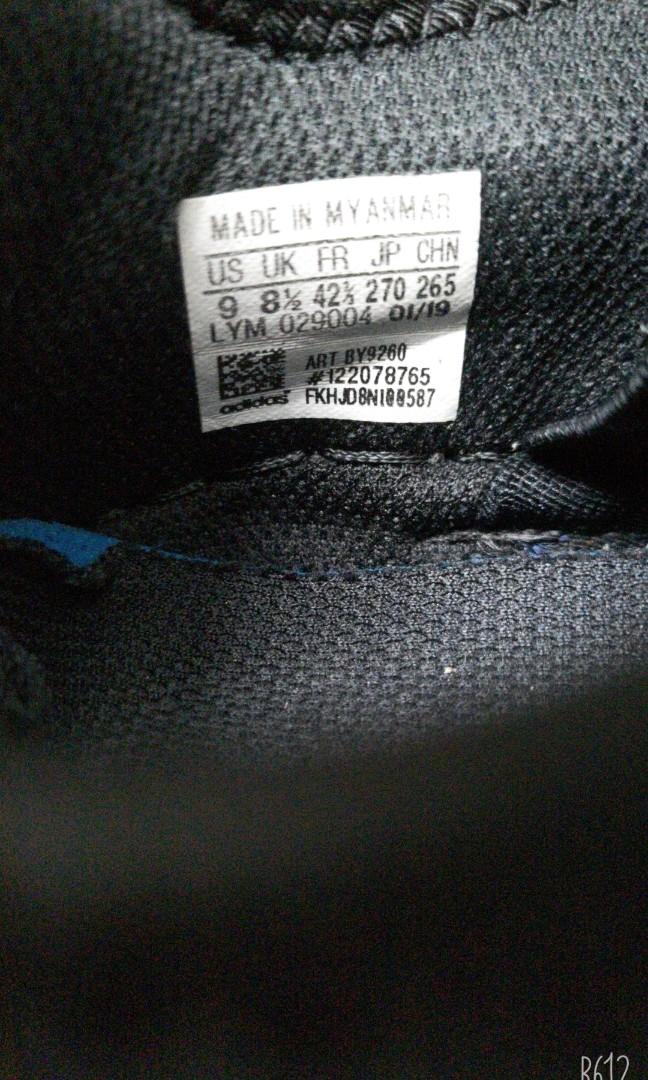 MADE IN MYANMAR
US UK FR JP CHN
9 8½ 42⅔ 270 265
LYM 029004 01/19
ART BY9260
#122078765
FKHJD8N100587
adidas
R612